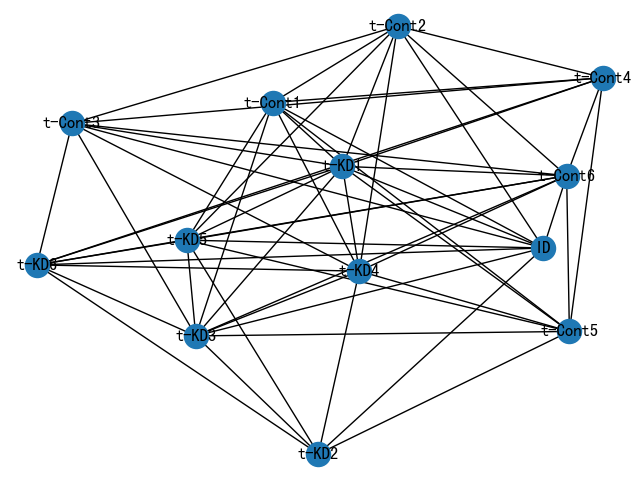 t-Cont2
t-Cont4
t-Cont1
t-Cont3
t-KD1
t-Cont6
t-KD5
ID
t-KD6
t-KD4
t-Cont5
t-KD3
t-KD2